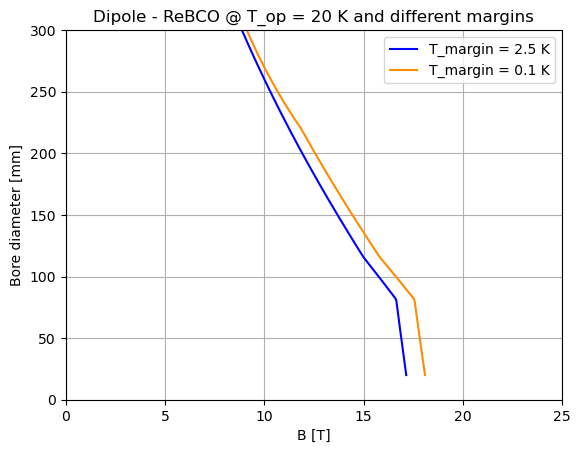 Dipole - ReBCO @ T_op = 20 K and different margins
T_margin = 2.5 K
T_margin = 0.1 K
Bore diameter [mm]
300
250
200
150
100
50
0
0 5 10 15 20 25
B [T]